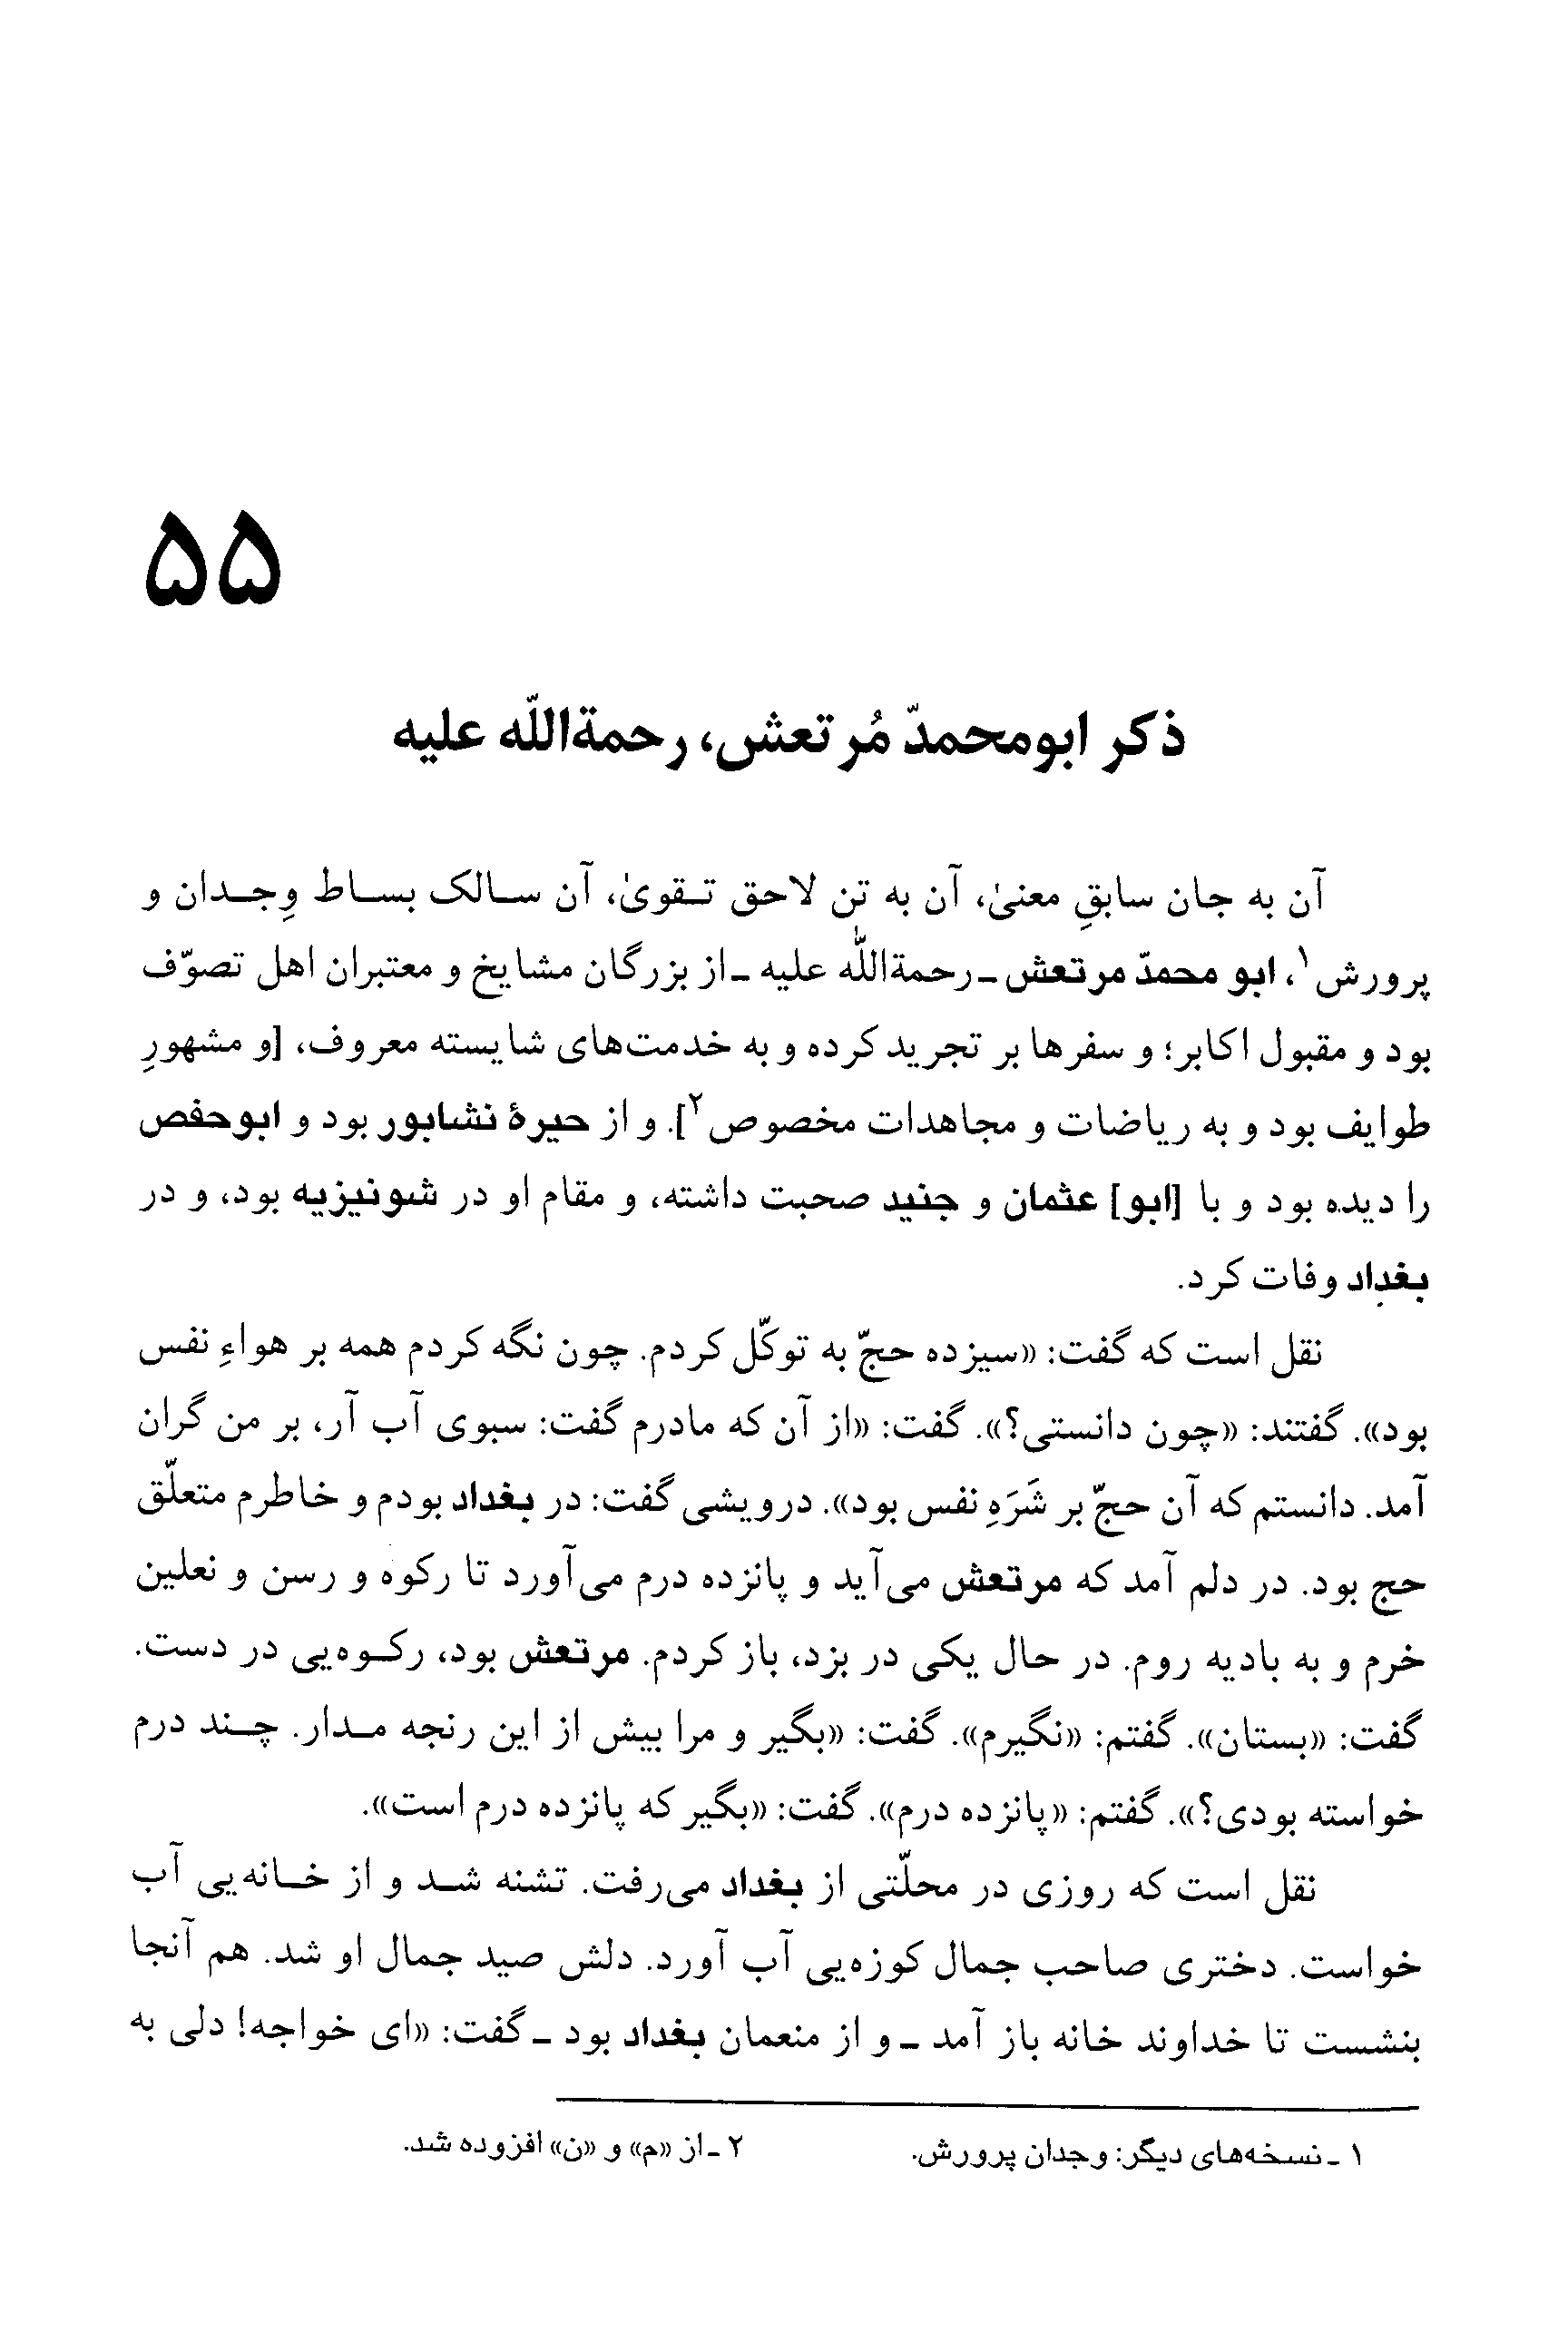 ۵۵
ذکر ابومحمدّ مُرتعش، رحمةاللّه علیه
آن به جان سابقِ معنیٰ، آن به تن لاحق تـقویٰ، آن سـالک بسـاط وِجـدان و
پرورش۱، ابو محمدّ مرتعش ـ رحمةاللّه علیه ـ از بزرگان مشایخ و معتبران اهل تصوّف
بود و مقبول اکابر؛ و سفرها بر تجرید کرده و به خدمت‌های شایسته معروف، [و مشهورِ
طوایف بود و به ریاضات و مجاهدات مخصوص۲]. و از حیرهٔ نشابور بود و ابوحفص
را دیده بود و با [ابو] عثمان و جنید صحبت داشته، و مقام او در شونیزیه بود، و در
بغداد وفات کرد.
نقل است که گفت: «سیزده حجّ به توکّل کردم. چون نگه کردم همه بر هواءِ نفس
بود». گفتند: «چون دانستی؟». گفت: «از آن که مادرم گفت: سبوی آب آر، بر من گران
آمد. دانستم که آن حجّ بر شَرَهِ نفس بود». درویشی گفت: در بغداد بودم و خاطرم متعلّق
حج بود. در دلم آمد که مرتعش می‌آید و پانزده درم می‌آورد تا رکوه و رسن و نعلین
خرم و به بادیه روم. در حال یکی در بزد، باز کردم. مرتعش بود، رکـوه‌یی در دست.
گفت: «بستان». گفتم: «نگیرم». گفت: «بگیر و مرا بیش از این رنجه مـدار. چـند درم
خواسته بودی؟». گفتم: «پانزده درم». گفت: «بگیر که پانزده درم است».
نقل است که روزی در محلّتی از بغداد می‌رفت. تشنه شـد و از خـانه‌یی آب
خواست. دختری صاحب جمال کوزه‌یی آب آورد. دلش صید جمال او شد. هم آنجا
بنشست تا خداوند خانه باز آمد ـ و از منعمان بغداد بود ـ گفت: «ای خواجه! دلی به
۱ ـ نسخه‌های دیگر: وجدان پرورش.
۲ ـ از «م» و «ن» افزوده شد.